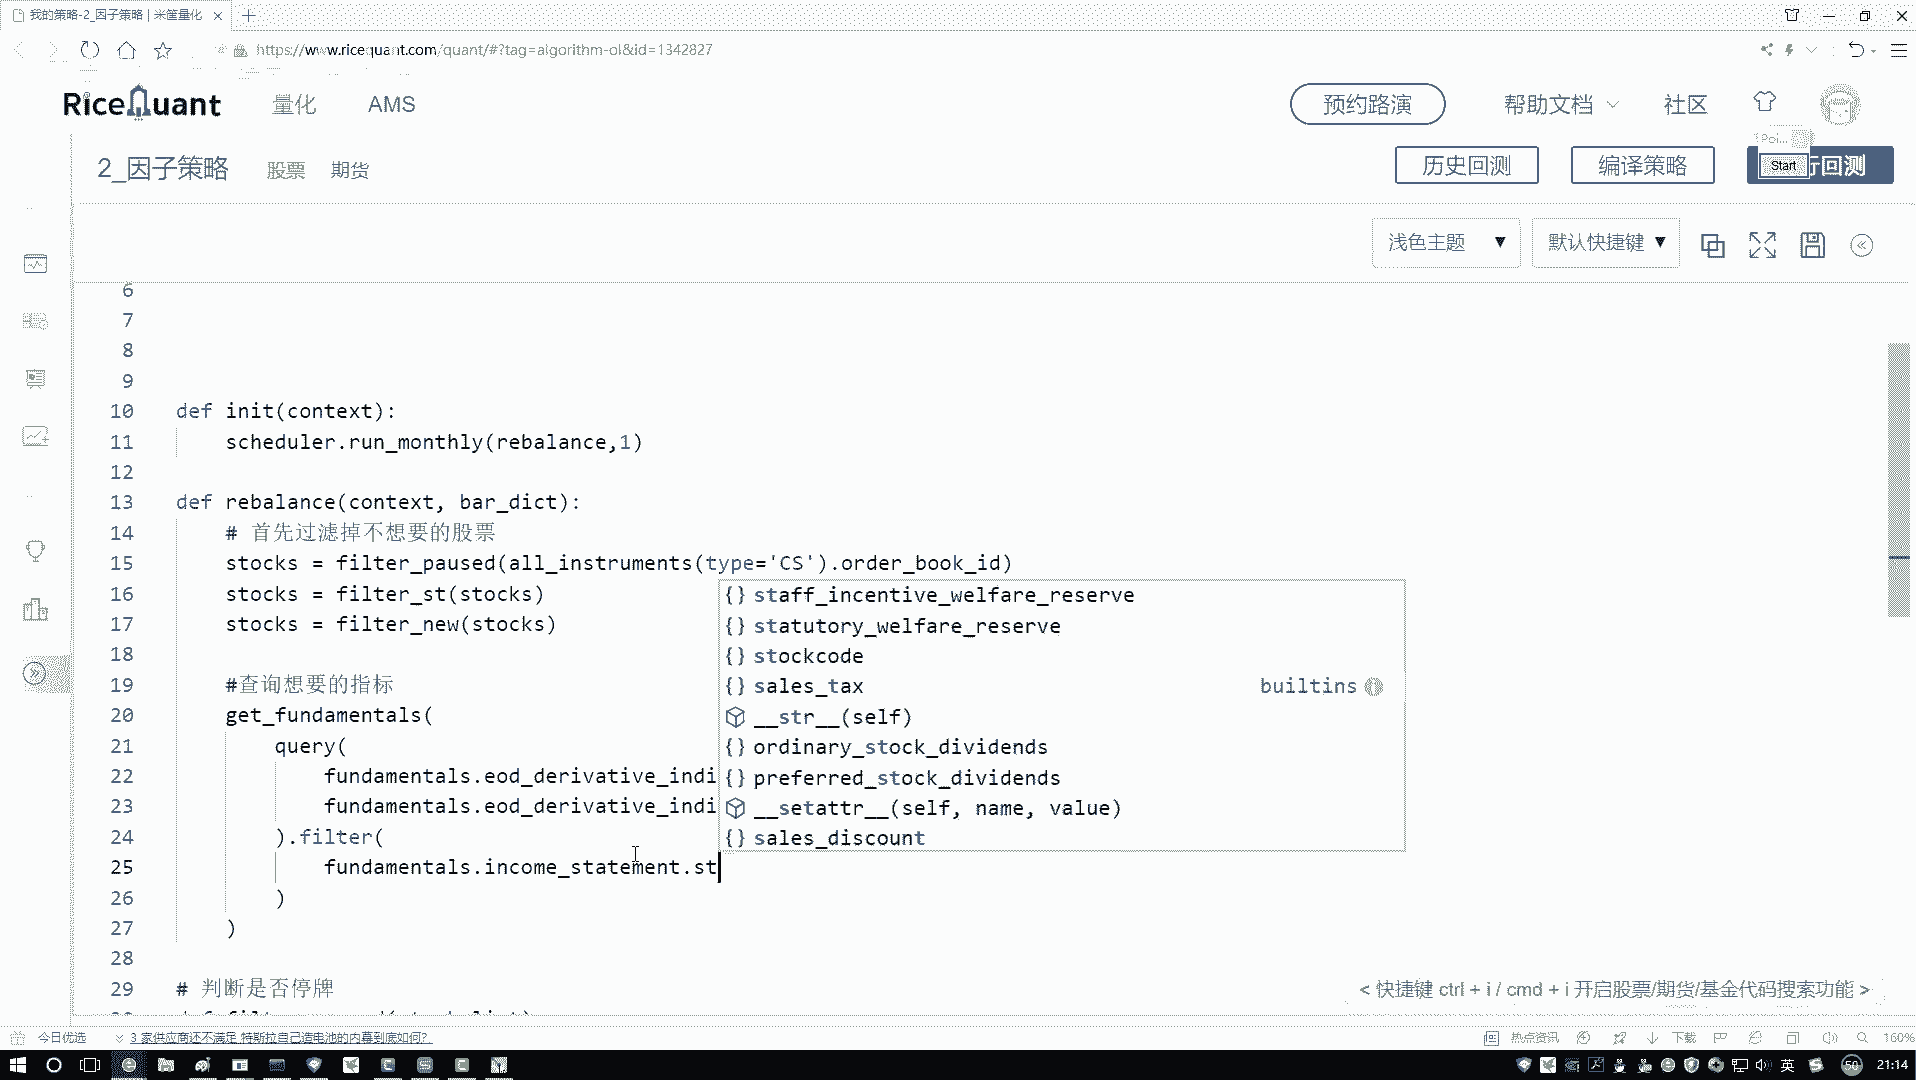 我的策略-2_因子策略 | 米筐量化
https://www.ricequant.com/quant/#?tag=algorithm-ol&id=1342827
RiceQuant 量化 AMS 预约路演 帮助文档 社区
2_因子策略 股票 期货 历史回测 编译策略 Start 行回测
浅色主题 ▼ 默认快捷键 ▼
6
7
8
9
10 def init(context):
11 scheduler.run_monthly(rebalance,1)
12
13 def rebalance(context, bar_dict):
14 # 首先过滤掉不想要的股票
15 stocks = filter_paused(all_instruments(type='CS').order_book_id)
16 stocks = filter_st(stocks)
17 stocks = filter_new(stocks)
18
19 #查询想要的指标
20 get_fundamentals(
21 query(
22 fundamentals.eod_derivative_indi
23 fundamentals.eod_derivative_indi
24 ).filter(
25 fundamentals.income_statement.st
26 )
27 )
28
29 # 判断是否停牌
{} staff_incentive_welfare_reserve
{} statutory_welfare_reserve
{} stockcode
{} sales_tax builtins
__str__(self)
{} ordinary_stock_dividends
{} preferred_stock_dividends
__setattr__(self, name, value)
{} sales_discount
< 快捷键 ctrl + i / cmd + i 开启股票/期货/基金代码搜索功能 >
今日优选 3 家供应商还不满足 特斯拉自己造电池的内幕到底如何? 热点资讯 下载 160%
英 50 21:14